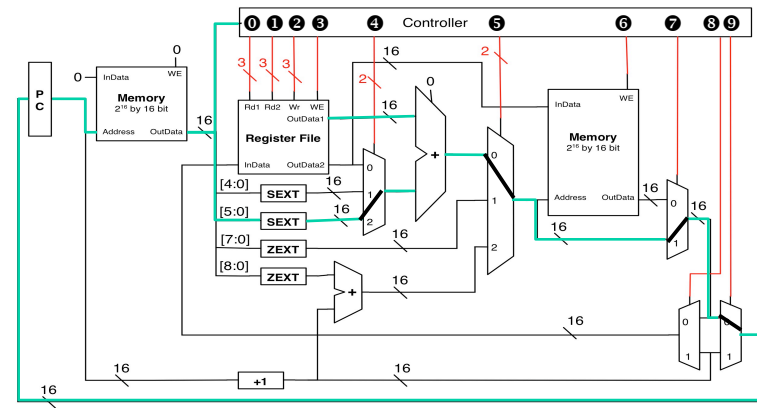 0 1 2 3 Controller 4 5 6 7 8 9
0
0
InData WE
PC
Memory
2¹⁶ by 16 bit
Address OutData
16
3 3 3 2 16 2 16
Rd1 Rd2 Wr WE
OutData1 16
Register File
InData OutData2
0
+
0
1
2
[4:0] SEXT 16
[5:0] SEXT 16
[7:0] ZEXT 16
[8:0] ZEXT
+
16
0
1
2
InData WE
Memory
2¹⁶ by 16 bit
Address OutData
16
16
0
1
16
0
1
0
1
16
16
+1
16
16